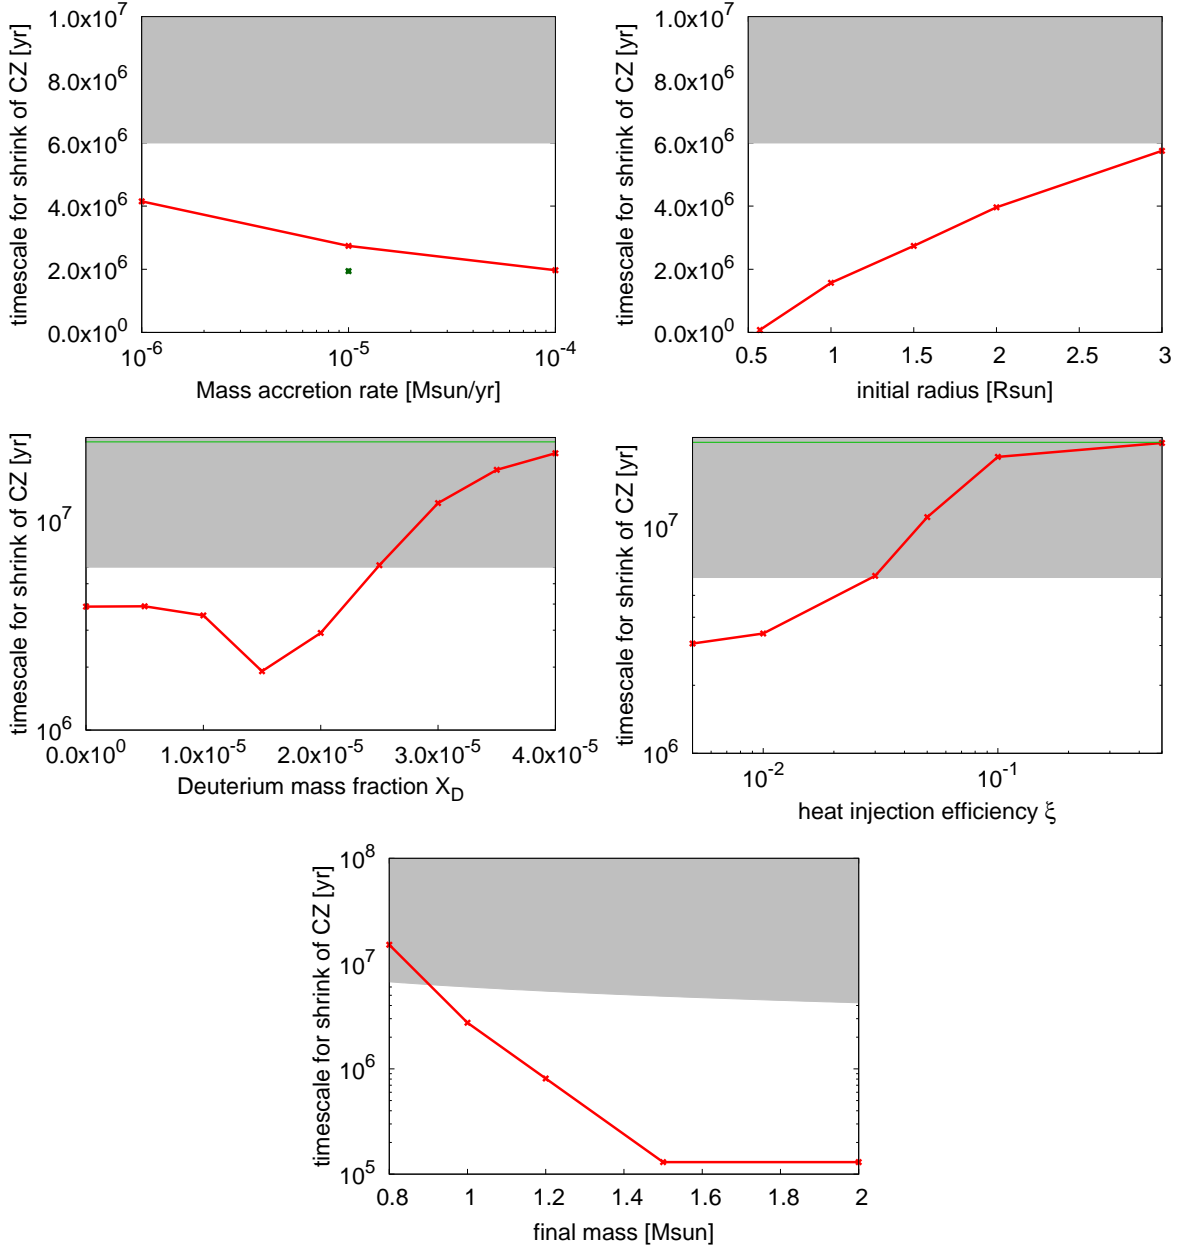 timescale for shrink of CZ [yr]
1.0x10^7
8.0x10^6
6.0x10^6
4.0x10^6
2.0x10^6
0.0x10^0
10^-6 10^-5 10^-4
Mass accretion rate [Msun/yr]
timescale for shrink of CZ [yr]
1.0x10^7
8.0x10^6
6.0x10^6
4.0x10^6
2.0x10^6
0.0x10^0
0.5 1 1.5 2 2.5 3
initial radius [Rsun]
timescale for shrink of CZ [yr]
10^7
10^6
0.0x10^0 1.0x10^-5 2.0x10^-5 3.0x10^-5 4.0x10^-5
Deuterium mass fraction X_D
timescale for shrink of CZ [yr]
10^7
10^6
10^-2 10^-1
heat injection efficiency ξ
timescale for shrink of CZ [yr]
10^8
10^7
10^6
10^5
0.8 1 1.2 1.4 1.6 1.8 2
final mass [Msun]